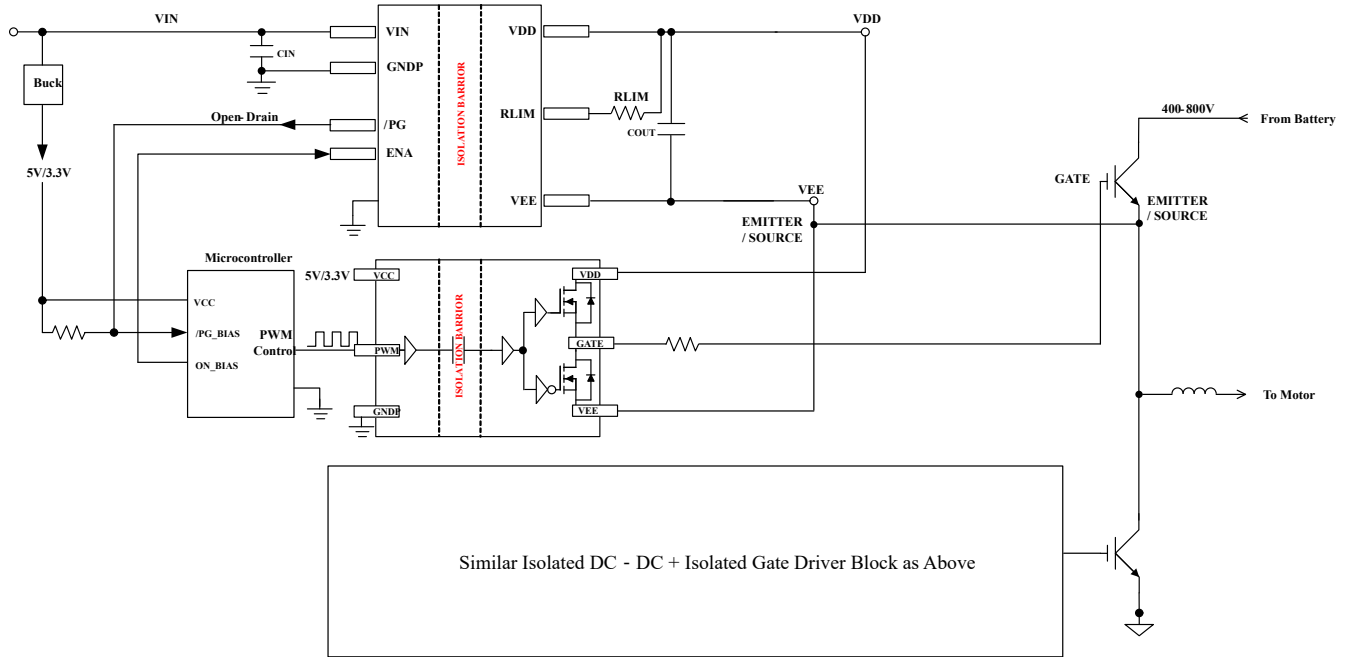 VIN
VDD
VIN
VDD
CIN
GNDP
Buck
ISOLATION BARRIER
RLIM
RLIM
400-800V
From Battery
Open- Drain
/PG
COUT
ENA
5V/3.3V
GATE
VEE
VEE
EMITTER
/ SOURCE
EMITTER
/ SOURCE
Microcontroller
5V/3.3V
VCC
VDD
VCC
ISOLATION BARRIER
/PG_BIAS
PWM
Control
PWM
GATE
ON_BIAS
To Motor
GNDP
VEE
Similar Isolated DC - DC + Isolated Gate Driver Block as Above